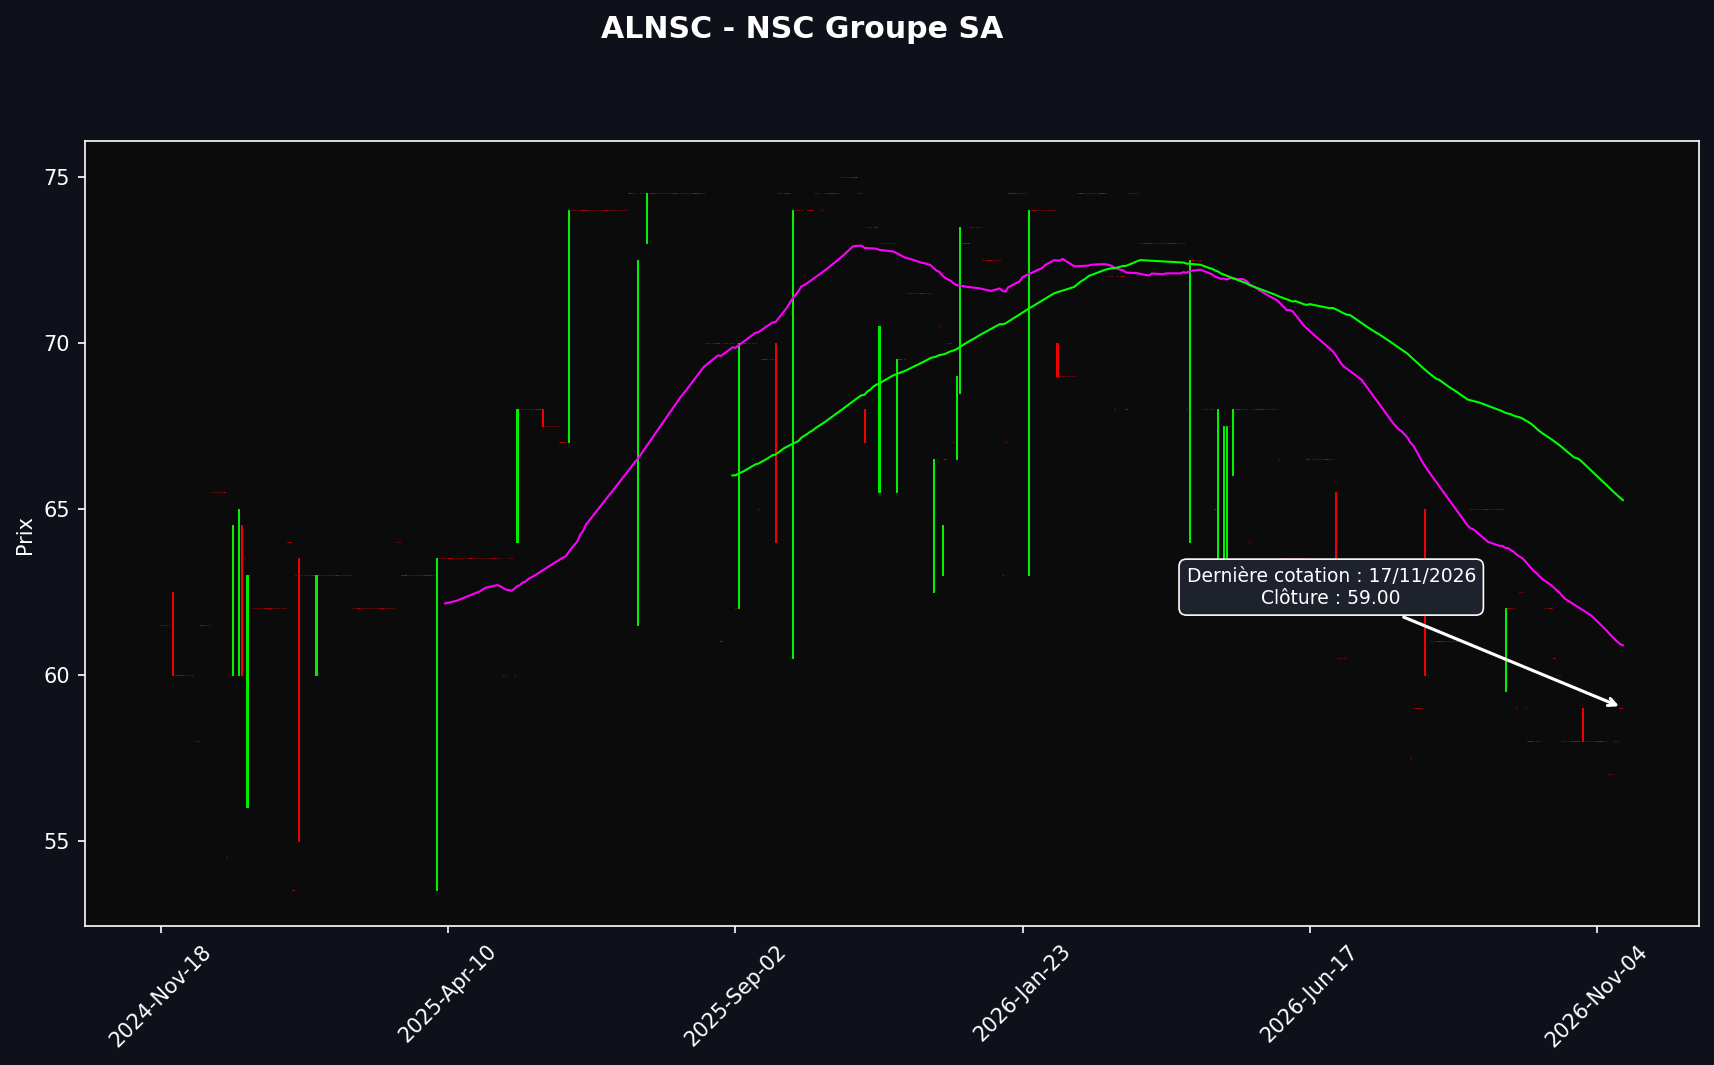 ALNSC - NSC Groupe SA
75
70
65
60
55
Prix
Dernière cotation : 17/11/2026
Clôture : 59.00
2024-Nov-18
2025-Apr-10
2025-Sep-02
2026-Jan-23
2026-Jun-17
2026-Nov-04